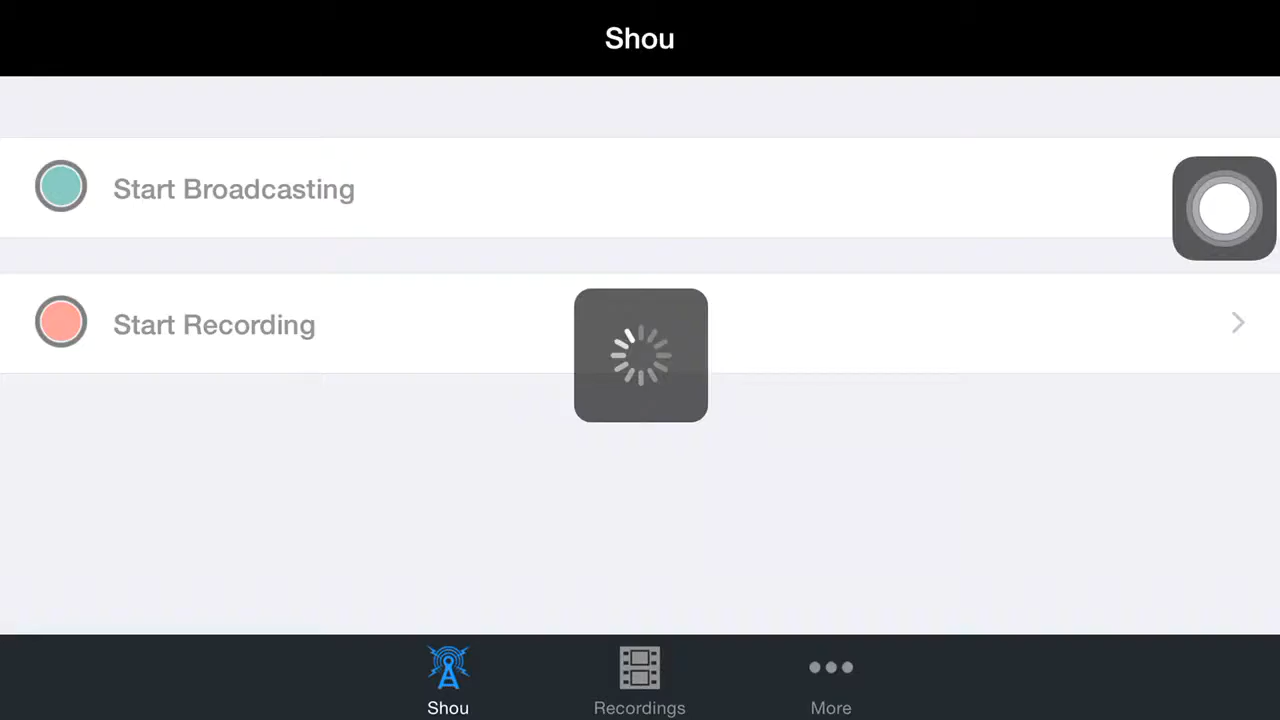 Shou
Start Broadcasting
Start Recording
Shou
Recordings
More